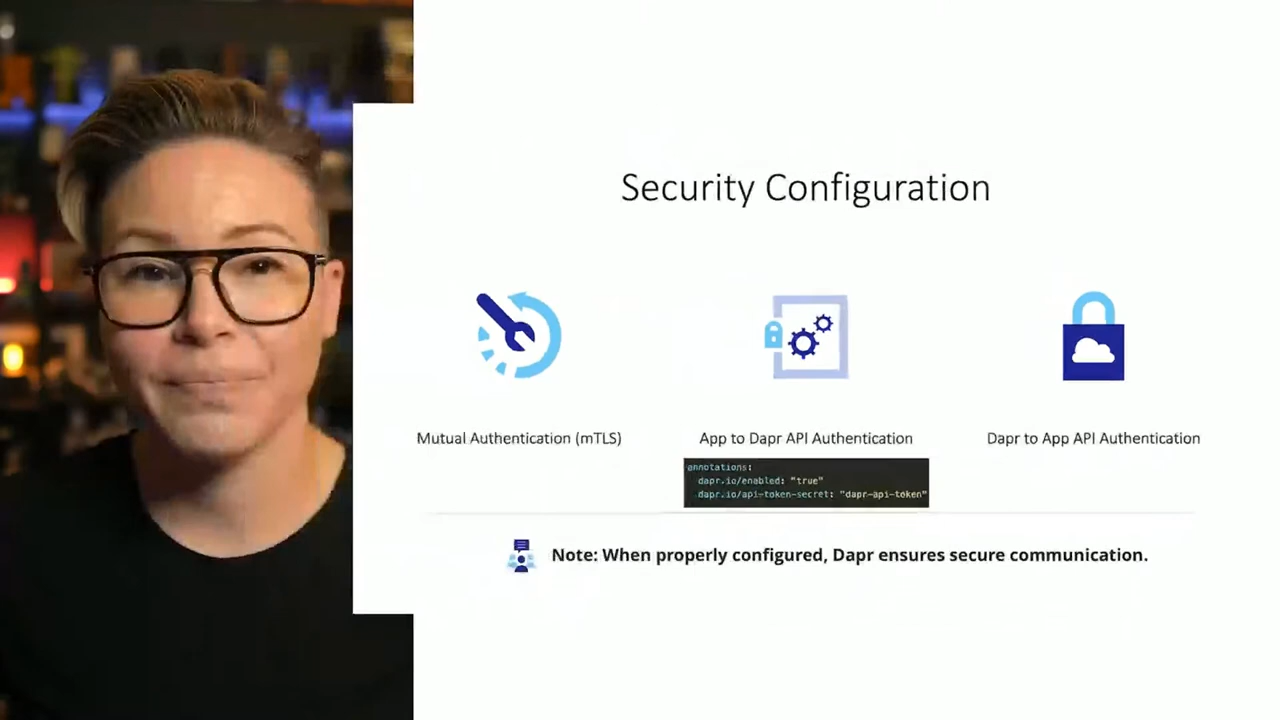 Security Configuration
Mutual Authentication (mTLS)
App to Dapr API Authentication
Dapr to App API Authentication
annotations:
dapr.io/enabled: "true"
dapr.io/api-token-secret: "dapr-api-token"
Note: When properly configured, Dapr ensures secure communication.